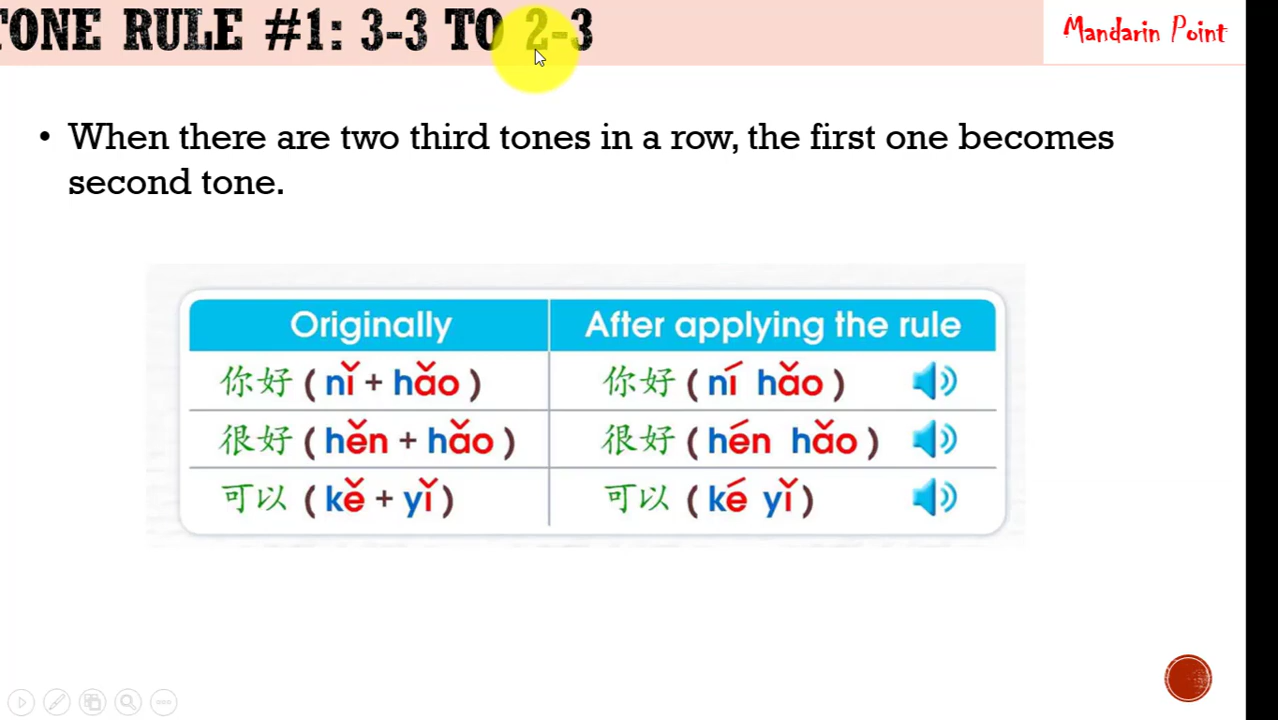 TONE RULE #1: 3-3 TO 2-3
Mandarin Point
• When there are two third tones in a row, the first one becomes
second tone.
Originally After applying the rule
你好 ( nǐ + hǎo ) 你好 ( ní hǎo )
很好 ( hěn + hǎo ) 很好 ( hén hǎo )
可以 ( kě + yǐ ) 可以 ( ké yǐ )